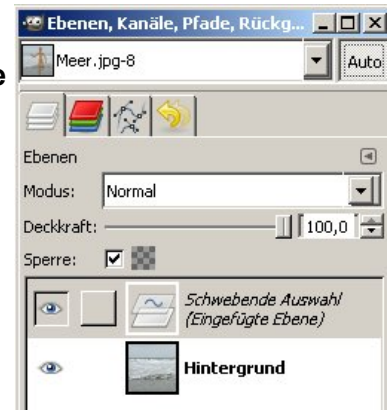 Ebenen, Kanäle, Pfade, Rückg...
e
Meer.jpg-8
Auto
Ebenen
Modus: Normal
Deckkraft: 100,0
Sperre:
Schwebende Auswahl
(Eingefügte Ebene)
Hintergrund